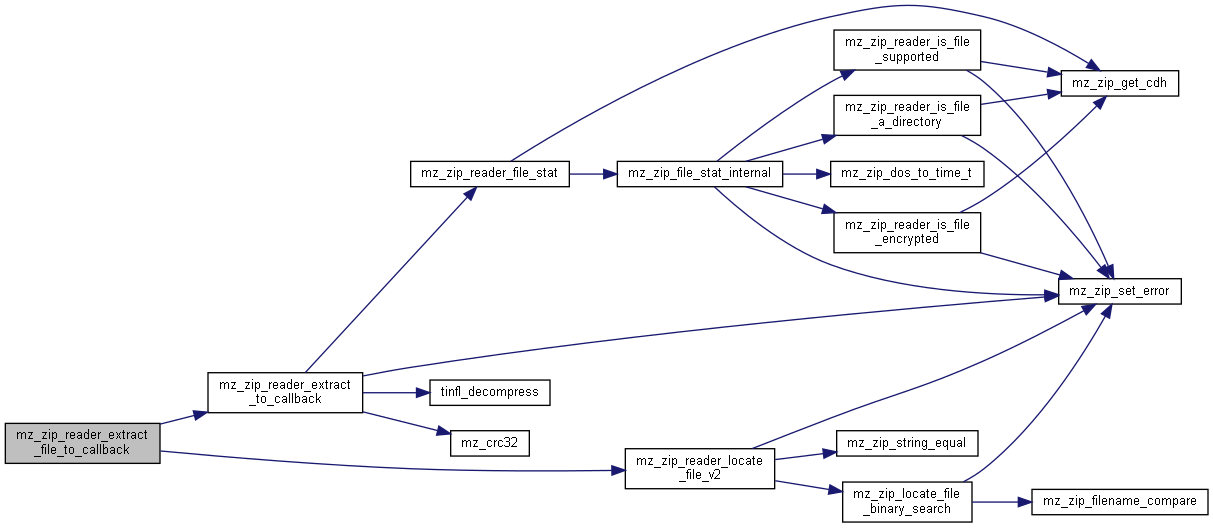 mz_zip_reader_is_file
_supported
mz_zip_get_cdh
mz_zip_reader_is_file
_a_directory
mz_zip_reader_file_stat
mz_zip_file_stat_internal
mz_zip_dos_to_time_t
mz_zip_reader_is_file
_encrypted
mz_zip_set_error
mz_zip_reader_extract
_to_callback
tinfl_decompress
mz_zip_reader_extract
_file_to_callback
mz_crc32
mz_zip_string_equal
mz_zip_reader_locate
_file_v2
mz_zip_locate_file
_binary_search
mz_zip_filename_compare